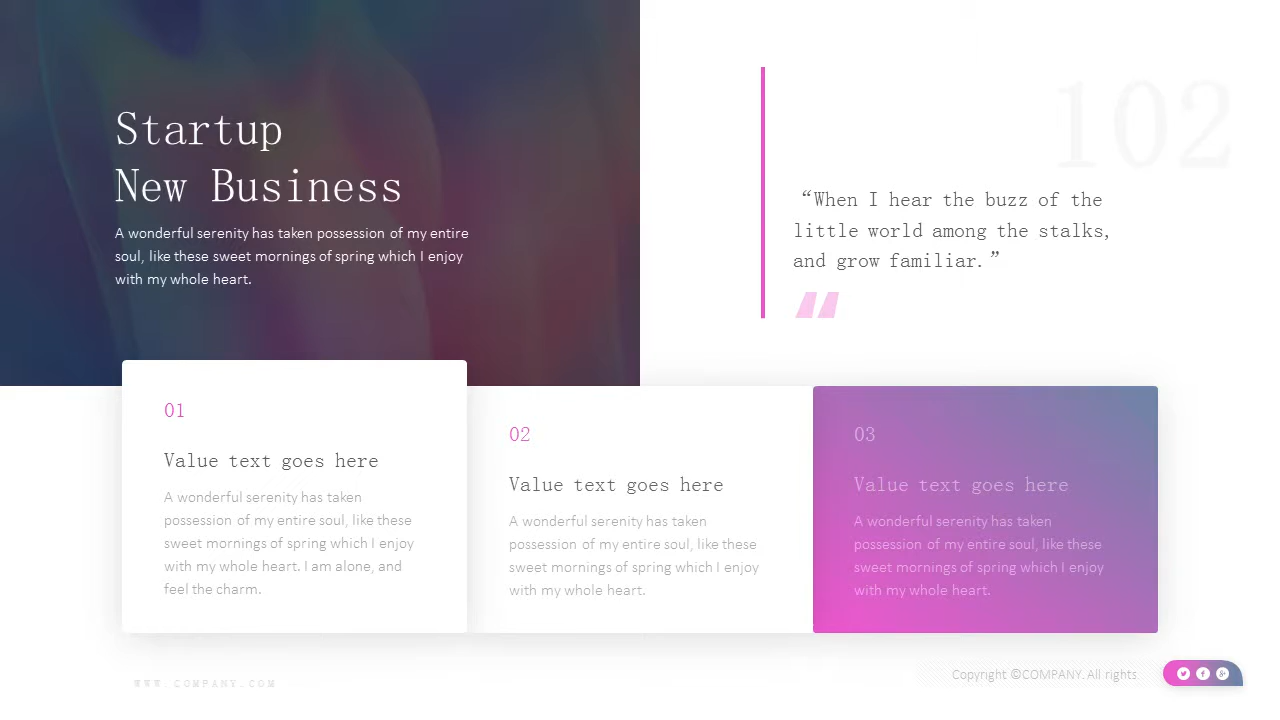 Startup
New Business
A wonderful serenity has taken possession of my entire
soul, like these sweet mornings of spring which I enjoy
with my whole heart.
102
“When I hear the buzz of the
little world among the stalks,
and grow familiar.”
01
Value text goes here
A wonderful serenity has taken
possession of my entire soul, like these
sweet mornings of spring which I enjoy
with my whole heart. I am alone, and
feel the charm.
02
Value text goes here
A wonderful serenity has taken
possession of my entire soul, like these
sweet mornings of spring which I enjoy
with my whole heart.
03
Value text goes here
A wonderful serenity has taken
possession of my entire soul, like these
sweet mornings of spring which I enjoy
with my whole heart.
WWW.COMPANY.COM
Copyright ©COMPANY. All rights